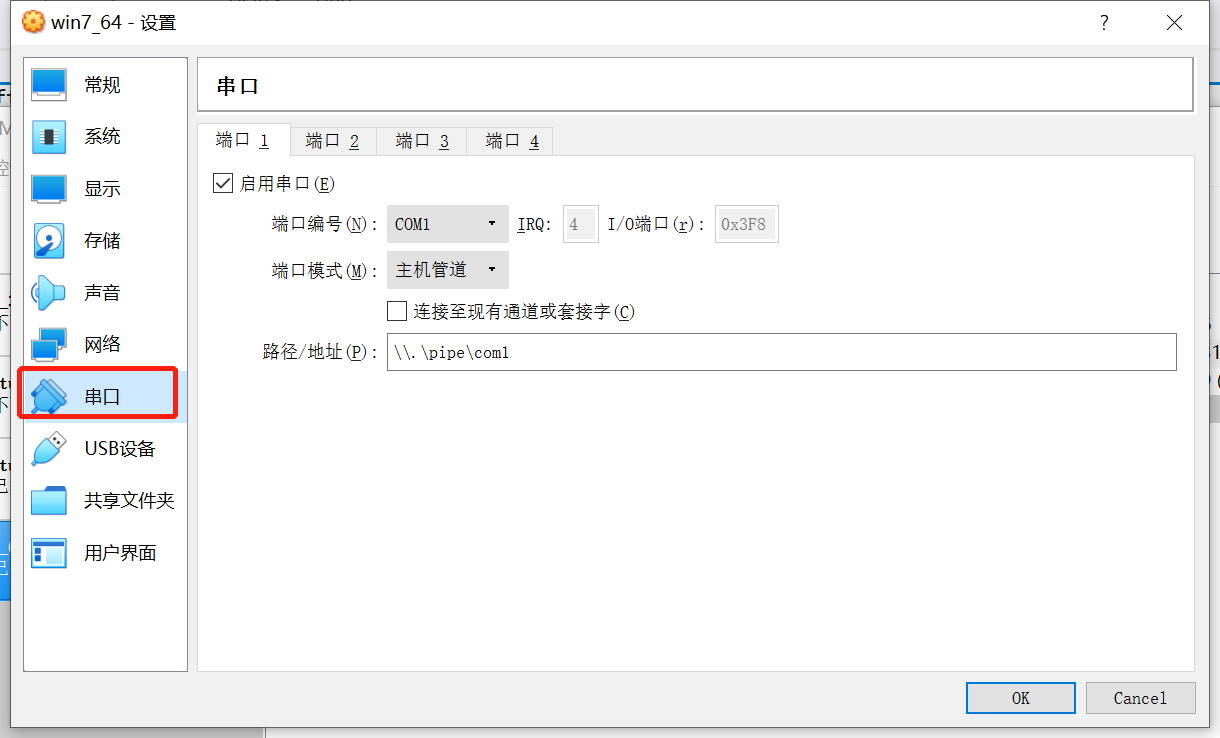 win7_64 - 设置
?
常规
系统
显示
存储
声音
网络
串口
USB设备
共享文件夹
用户界面
串口
端口 1 端口 2 端口 3 端口 4
启用串口(E)
端口编号(N): COM1 IRQ: 4 I/O端口(r): 0x3F8
端口模式(M): 主机管道
连接至现有通道或套接字(C)
路径/地址(P): \\.\pipe\com1
OK Cancel